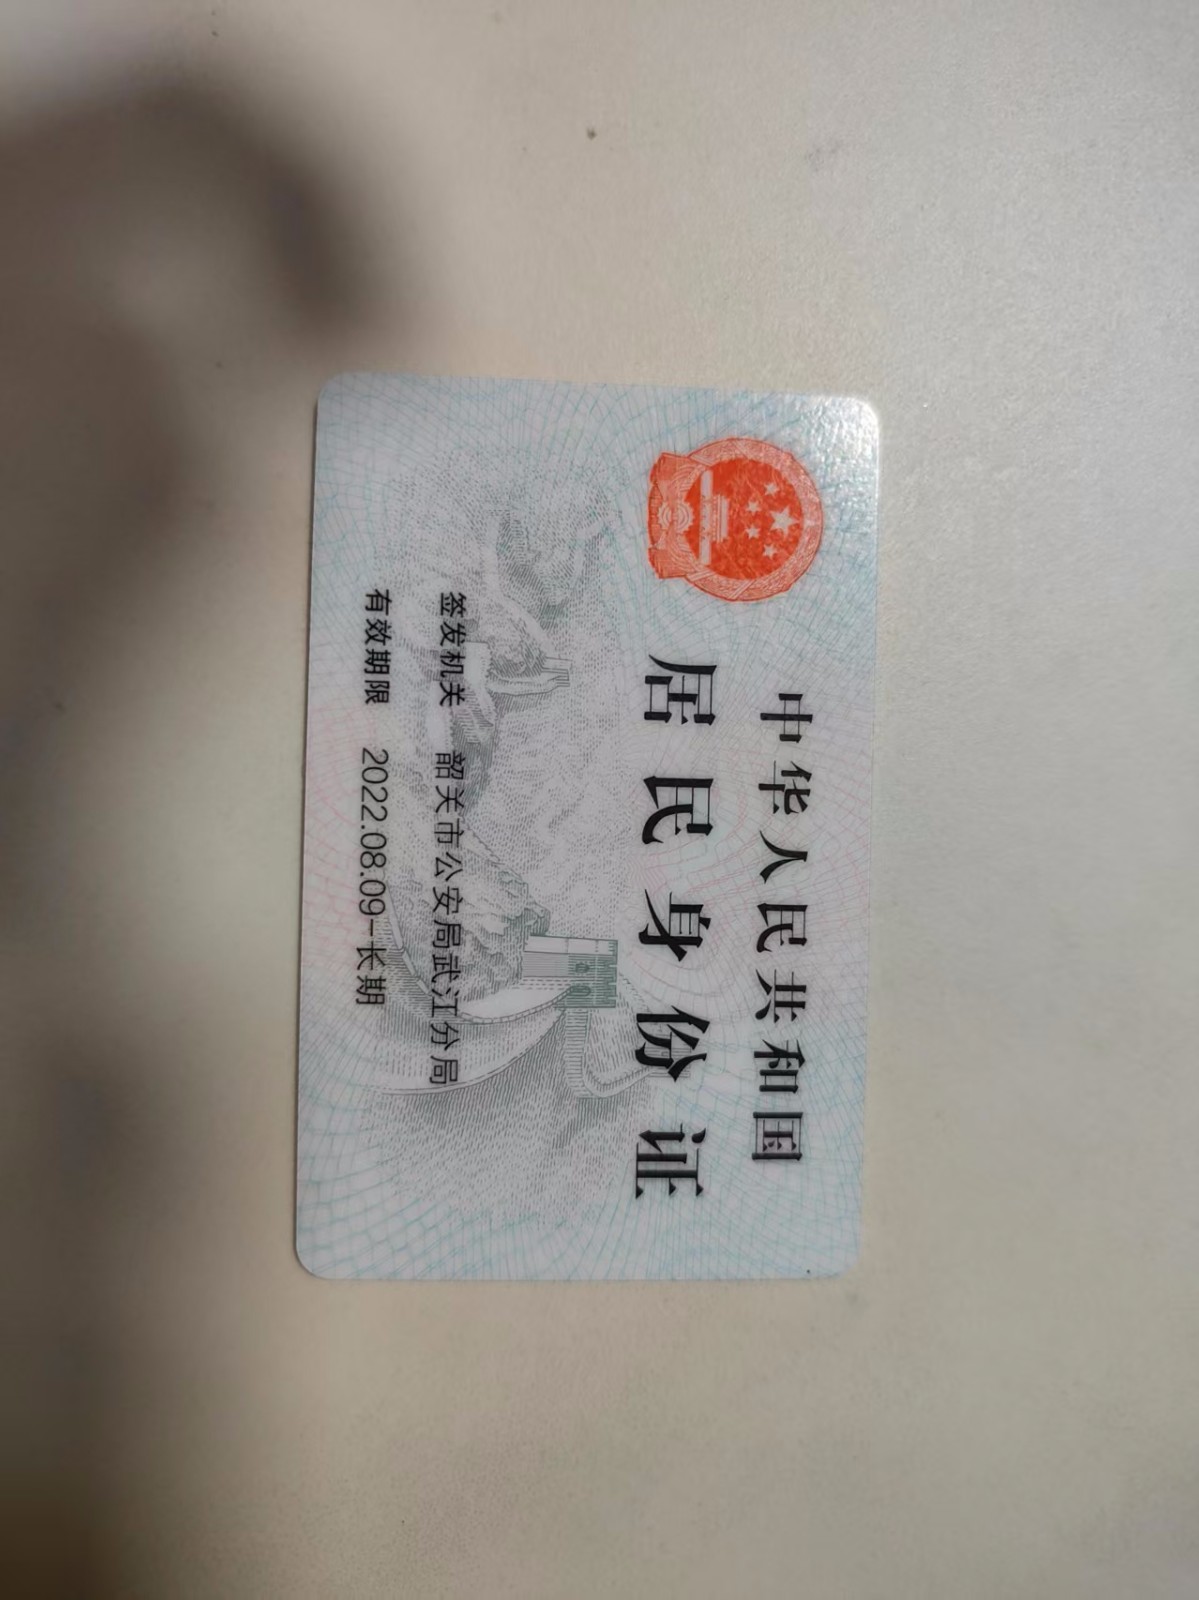 中华人民共和国
居民身份证
签发机关 韶关市公安局武江分局
有效期限 2022.08.09-长期